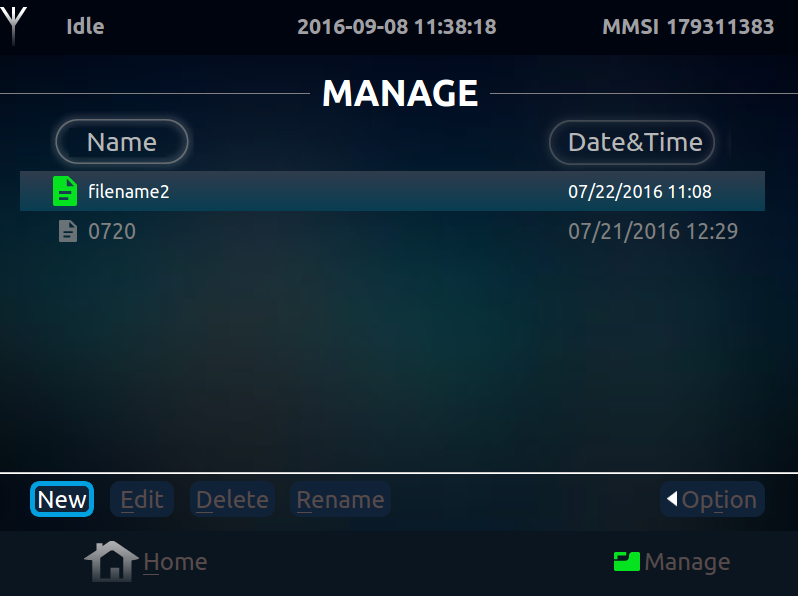 Idle 2016-09-08 11:38:18 MMSI 179311383
MANAGE
Name Date&Time
filename2 07/22/2016 11:08
0720 07/21/2016 12:29
New Edit Delete Rename Option
Home Manage